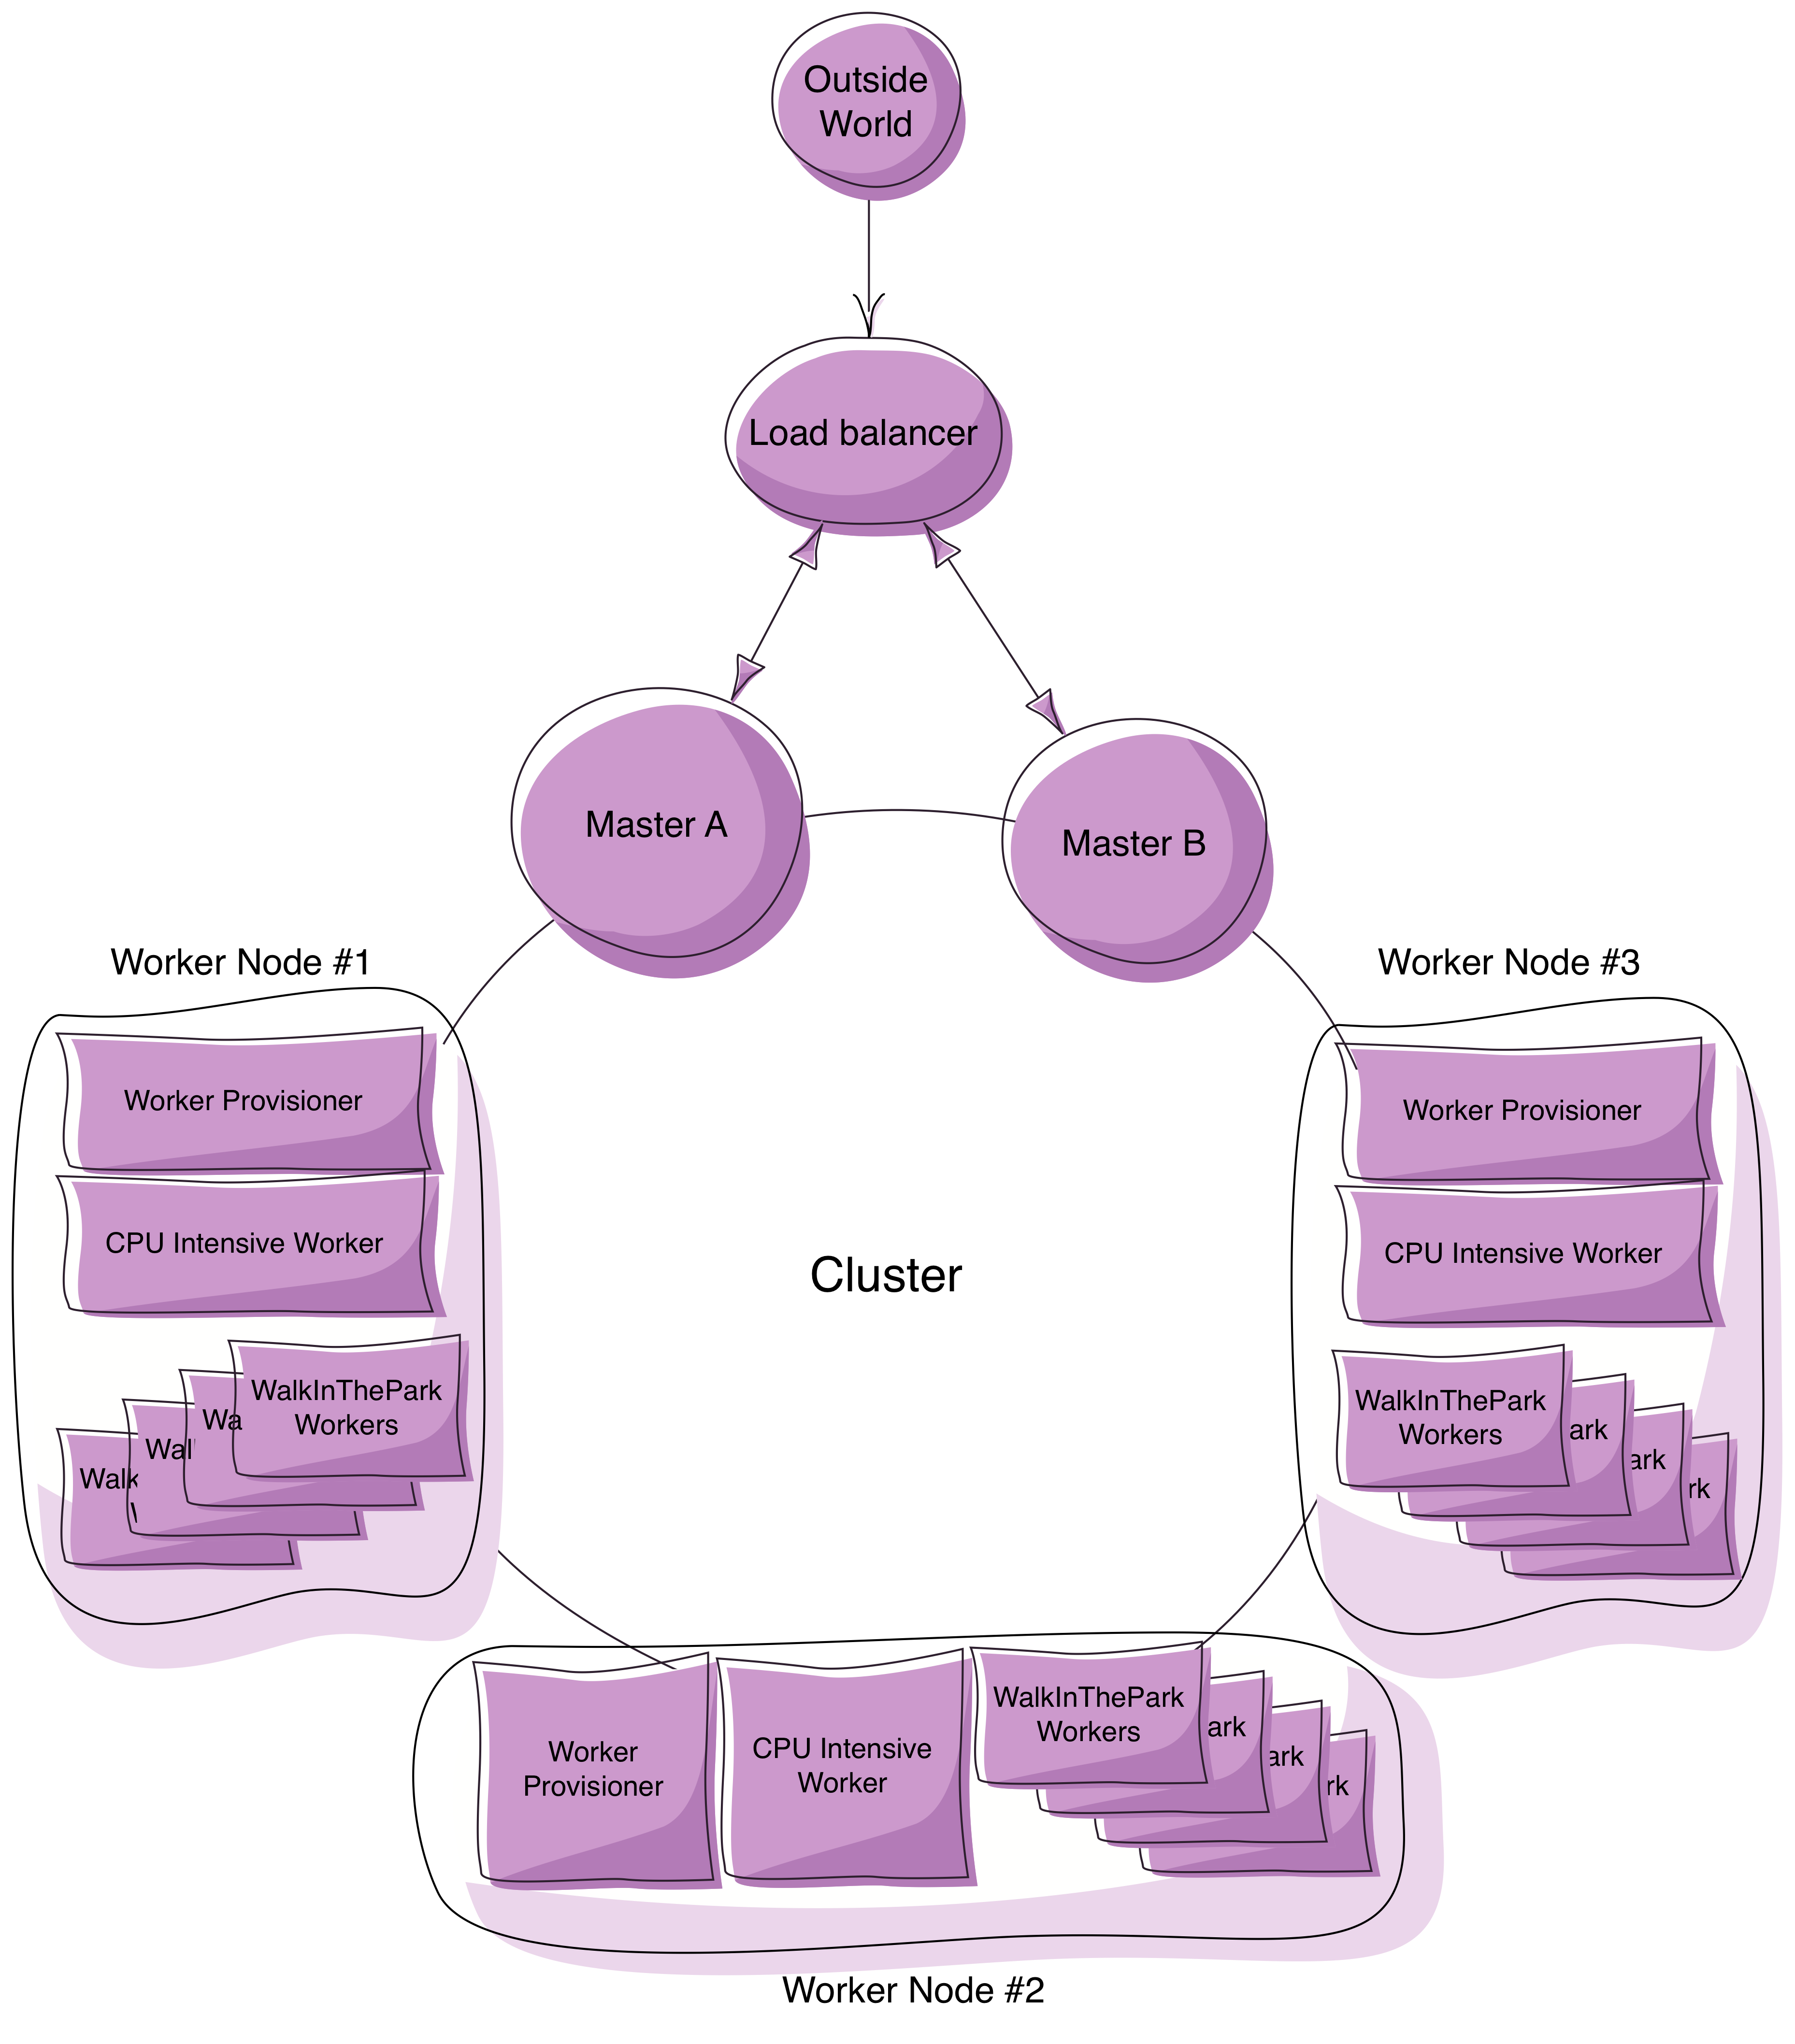 Outside
World
Load balancer
Master A
Master B
Worker Node #1
Worker Node #3
Worker Provisioner
CPU Intensive Worker
WalkInThePark
Workers
Wa
Wal
Walk
Worker Provisioner
CPU Intensive Worker
WalkInThePark
Workers
ark
ark
rk
Cluster
Worker
Provisioner
CPU Intensive
Worker
WalkInThePark
Workers
ark
ark
rk
Worker Node #2